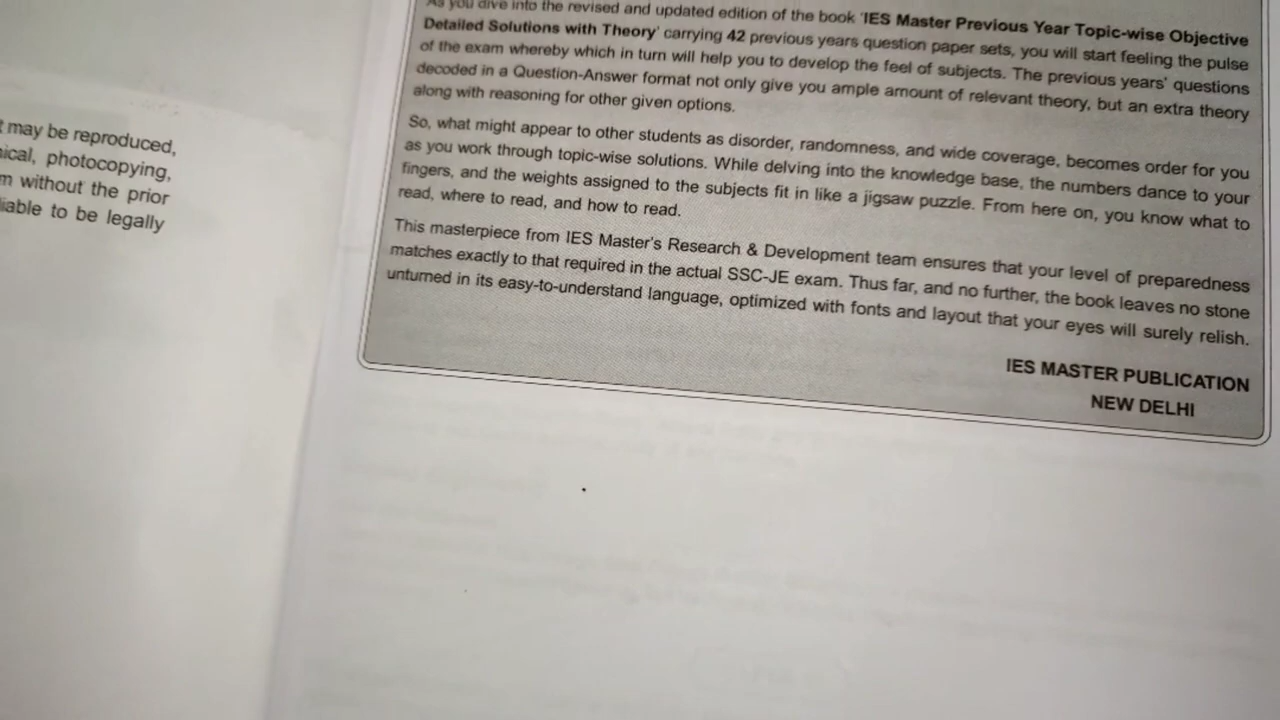 t may be reproduced,
nical, photocopying,
m without the prior
liable to be legally
As you dive into the revised and updated edition of the book 'IES Master Previous Year Topic-wise Objective
Detailed Solutions with Theory' carrying 42 previous years question paper sets, you will start feeling the pulse
of the exam whereby which in turn will help you to develop the feel of subjects. The previous years' questions
decoded in a Question-Answer format not only give you ample amount of relevant theory, but an extra theory
along with reasoning for other given options.
So, what might appear to other students as disorder, randomness, and wide coverage, becomes order for you
as you work through topic-wise solutions. While delving into the knowledge base, the numbers dance to your
fingers, and the weights assigned to the subjects fit in like a jigsaw puzzle. From here on, you know what to
read, where to read, and how to read.
This masterpiece from IES Master's Research & Development team ensures that your level of preparedness
matches exactly to that required in the actual SSC-JE exam. Thus far, and no further, the book leaves no stone
unturned in its easy-to-understand language, optimized with fonts and layout that your eyes will surely relish.
IES MASTER PUBLICATION
NEW DELHI